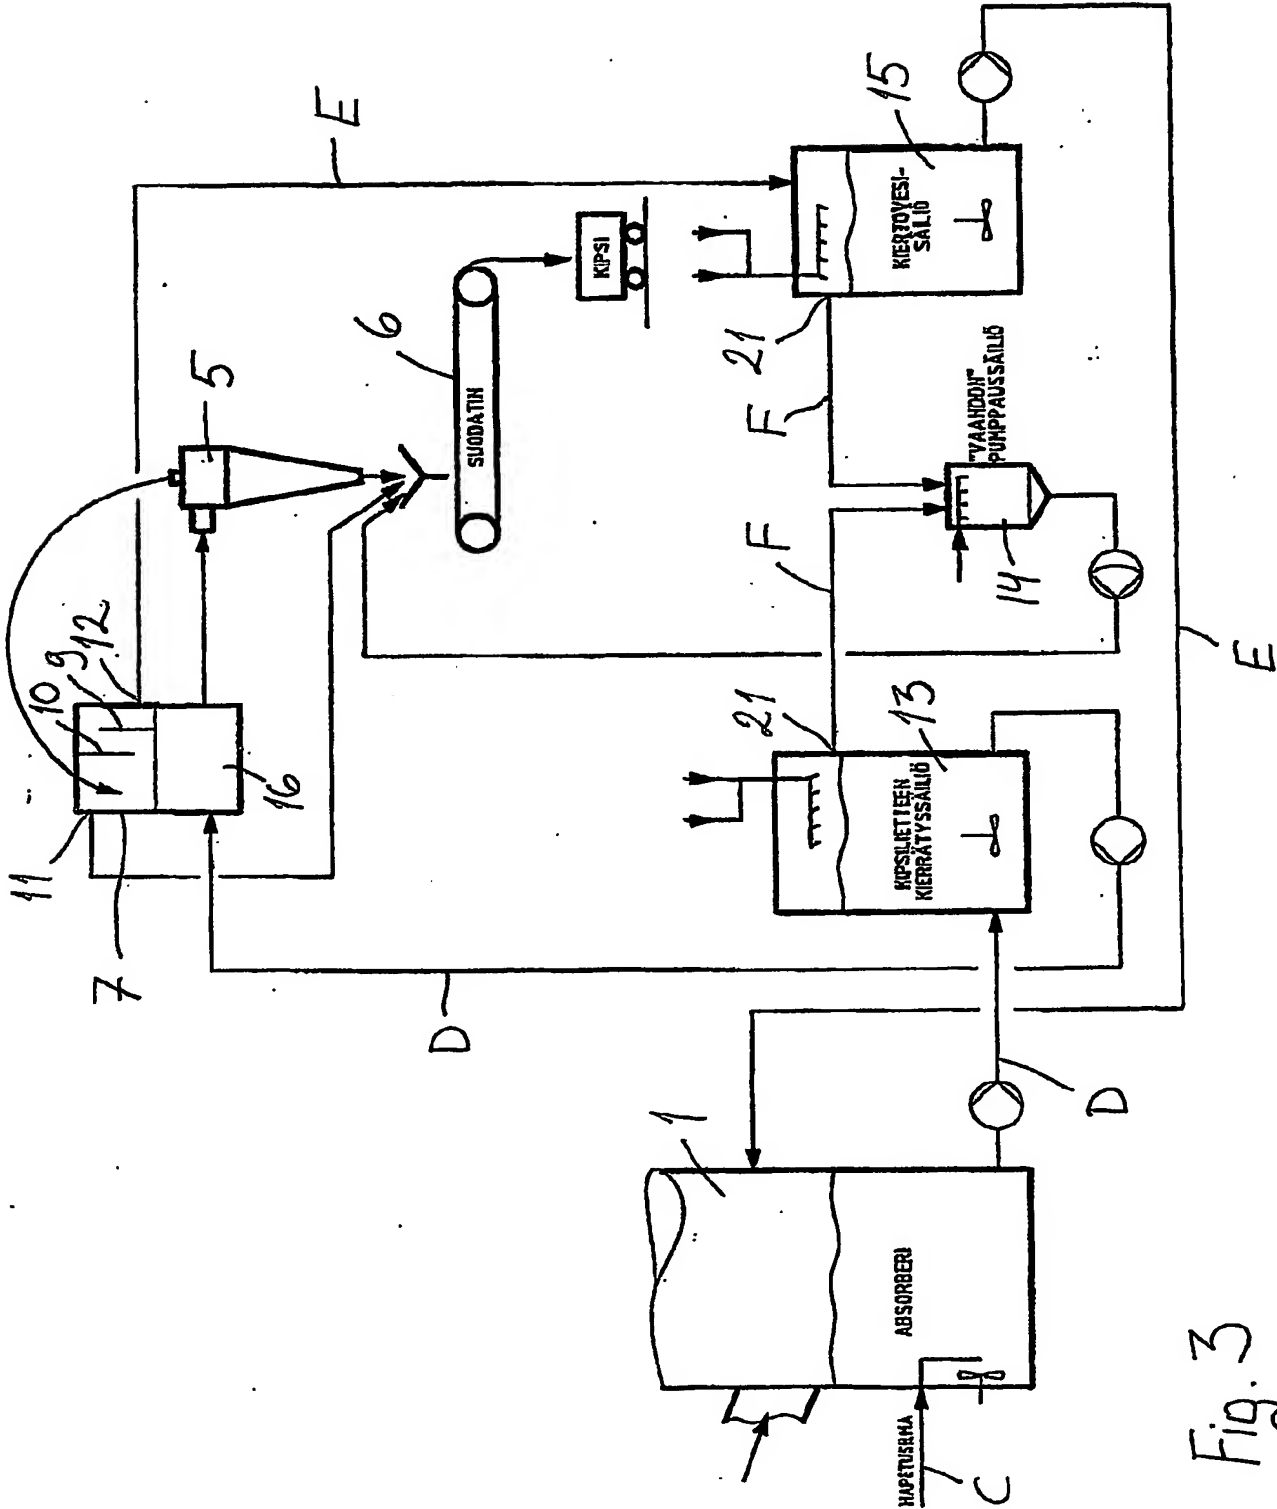 E
15
KIERTOVESI-
SÄILIÖ
KIPSI
6
SUODATIN
5
21
F
"VAAHDON"
PUMPPAUSSÄILIÖ
14
F
E
12
9
10
16
11
7
21
13
KIPSILIETTEEN
KIERRÄTYSSÄILIÖ
D
D
1
ABSORBERI
HAPETUSILMA
C
Fig. 3